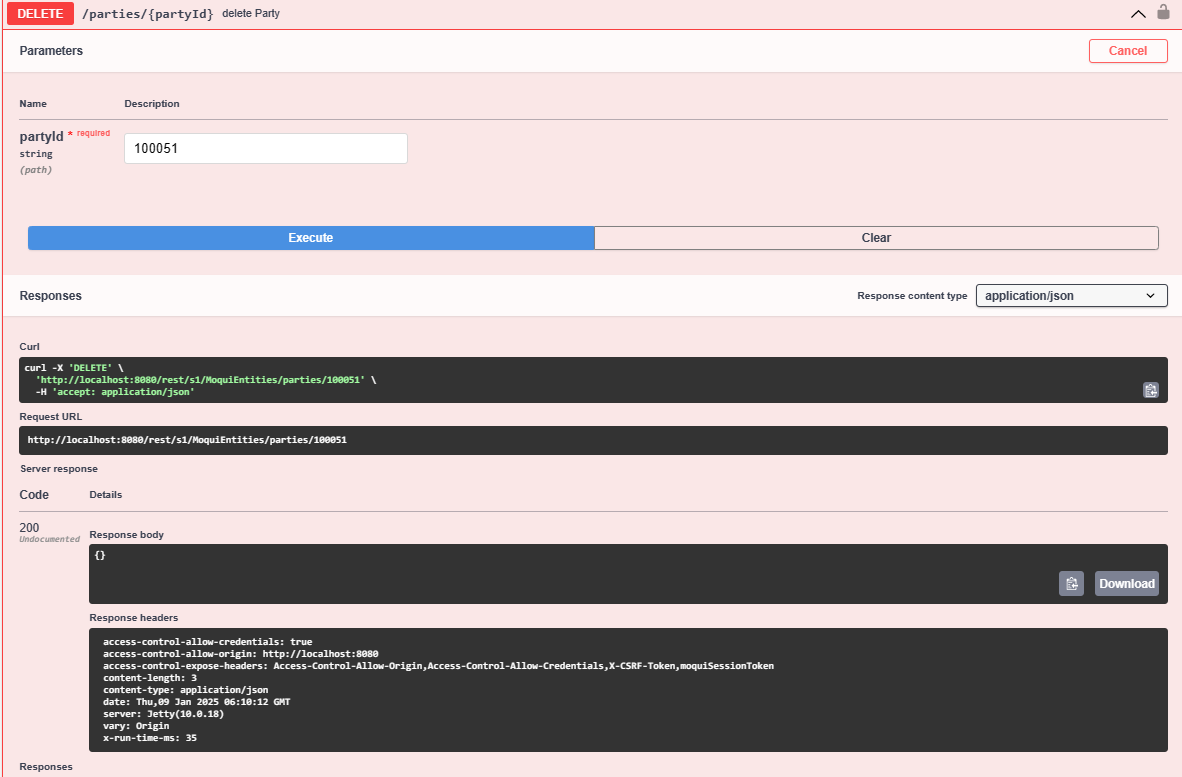 DELETE /parties/{partyId} delete Party
Parameters
Cancel
Name Description
partyId * required
string
(path)
100051
Execute Clear
Responses
Response content type application/json
Curl
curl -X 'DELETE' \
'http://localhost:8080/rest/s1/MoquiEntities/parties/100051' \
-H 'accept: application/json'
Request URL
http://localhost:8080/rest/s1/MoquiEntities/parties/100051
Server response
Code Details
200
Undocumented
Response body
{}
Download
Response headers
access-control-allow-credentials: true
access-control-allow-origin: http://localhost:8080
access-control-expose-headers: Access-Control-Allow-Origin,Access-Control-Allow-Credentials,X-CSRF-Token,moquiSessionToken
content-length: 3
content-type: application/json
date: Thu,09 Jan 2025 06:10:12 GMT
server: Jetty(10.0.18)
vary: Origin
x-run-time-ms: 35
Responses